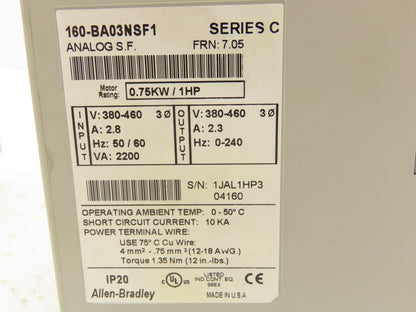 160-BA03NSF1 SERIES C
ANALOG S.F. FRN: 7.05
Motor Rating: 0.75KW / 1HP
INPUT
V: 380-460 3Ø
A: 2.8
Hz: 50 / 60
VA: 2200
OUTPUT
V: 380-460 3Ø
A: 2.3
Hz: 0-240
S/N: 1JAL1HP3
04160
OPERATING AMBIENT TEMP: 0 - 50° C
SHORT CIRCUIT CURRENT: 10 KA
POWER TERMINAL WIRE:
USE 75° C Cu Wire:
4 mm² - .75 mm² (12-18 AWG.)
Torque 1.35 Nm (12 in.-lbs.)
IP20
Allen-Bradley
C UL US
LISTED
IND. CONT. EQ.
966X
CE
MADE IN U.S.A.